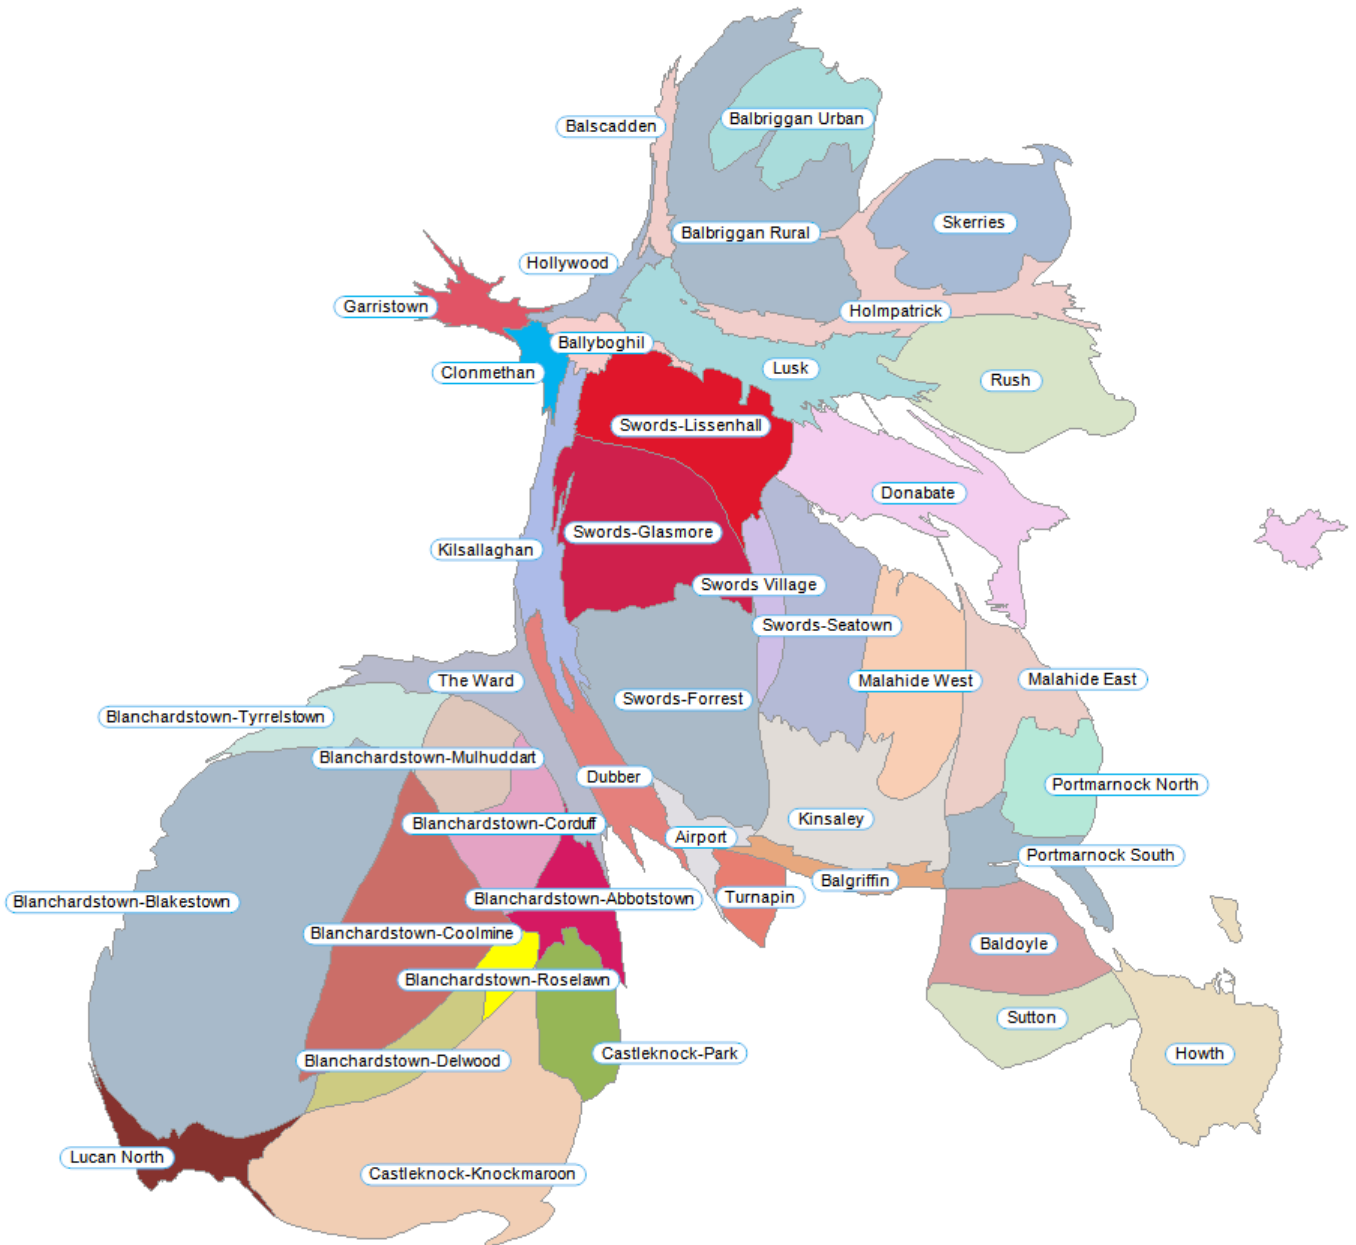 Balbriggan Urban
Balscadden
Skerries
Balbriggan Rural
Hollywood
Garristown
Holmpatrick
Ballyboghil
Clonmethan
Lusk
Rush
Swords-Lissenhall
Donabate
Swords-Glasmore
Kilsallaghan
Swords Village
Swords-Seatown
The Ward
Malahide West
Malahide East
Swords-Forrest
Blanchardstown-Tyrrelstown
Blanchardstown-Mulhuddart
Dubber
Portmarnock North
Kinsaley
Blanchardstown-Corduff
Airport
Portmarnock South
Balgriffin
Turnapin
Blanchardstown-Abbotstown
Blanchardstown-Blakestown
Blanchardstown-Coolmine
Baldoyle
Blanchardstown-Roselawn
Sutton
Castleknock-Park
Howth
Blanchardstown-Delwood
Lucan North
Castleknock-Knockmaroon